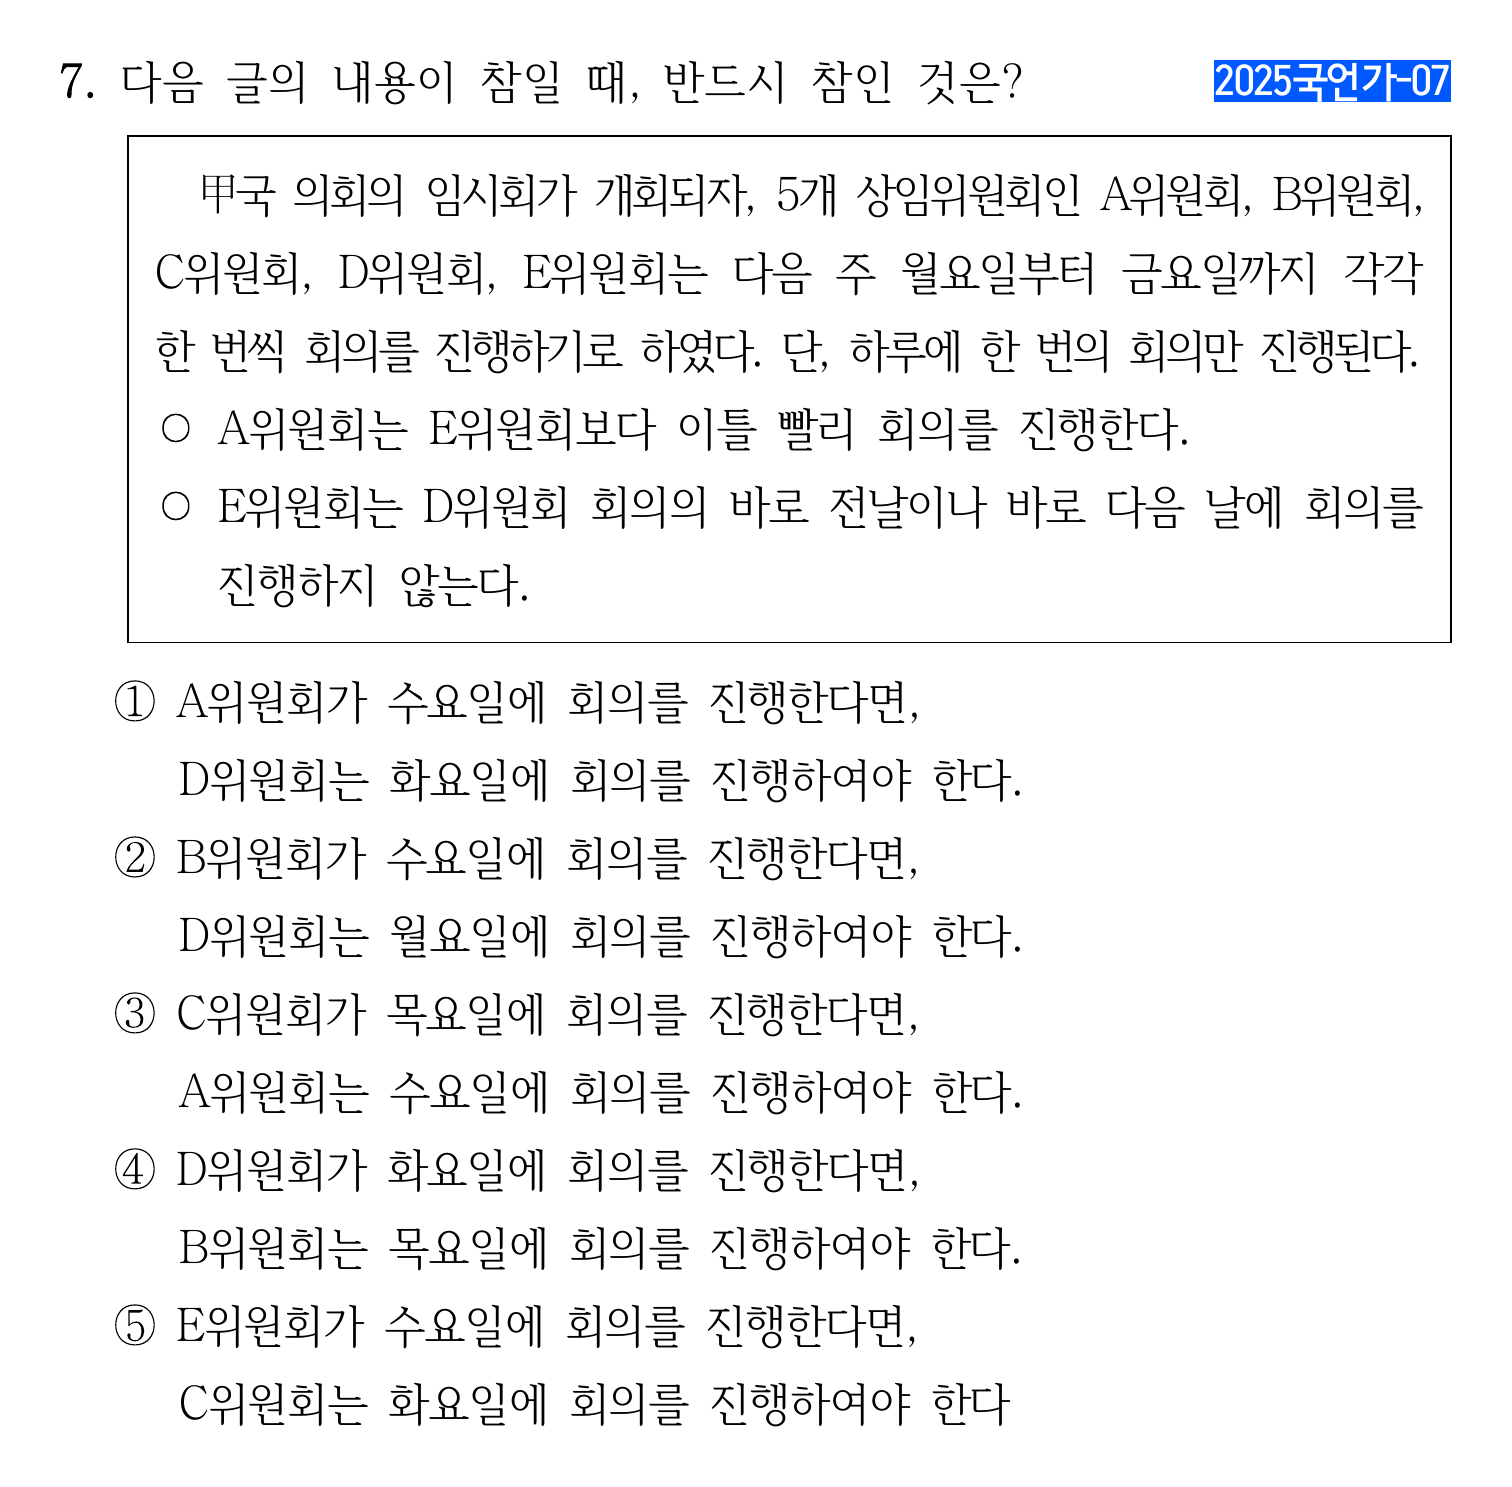 7. 다음 글의 내용이 참일 때, 반드시 참인 것은? 2025국언가-07
甲국 의회의 임시회가 개회되자, 5개 상임위원회인 A위원회, B위원회,
C위원회, D위원회, E위원회는 다음 주 월요일부터 금요일까지 각각
한 번씩 회의를 진행하기로 하였다. 단, 하루에 한 번의 회의만 진행된다.
○ A위원회는 E위원회보다 이틀 빨리 회의를 진행한다.
○ E위원회는 D위원회 회의의 바로 전날이나 바로 다음 날에 회의를
진행하지 않는다.
① A위원회가 수요일에 회의를 진행한다면,
D위원회는 화요일에 회의를 진행하여야 한다.
② B위원회가 수요일에 회의를 진행한다면,
D위원회는 월요일에 회의를 진행하여야 한다.
③ C위원회가 목요일에 회의를 진행한다면,
A위원회는 수요일에 회의를 진행하여야 한다.
④ D위원회가 화요일에 회의를 진행한다면,
B위원회는 목요일에 회의를 진행하여야 한다.
⑤ E위원회가 수요일에 회의를 진행한다면,
C위원회는 화요일에 회의를 진행하여야 한다